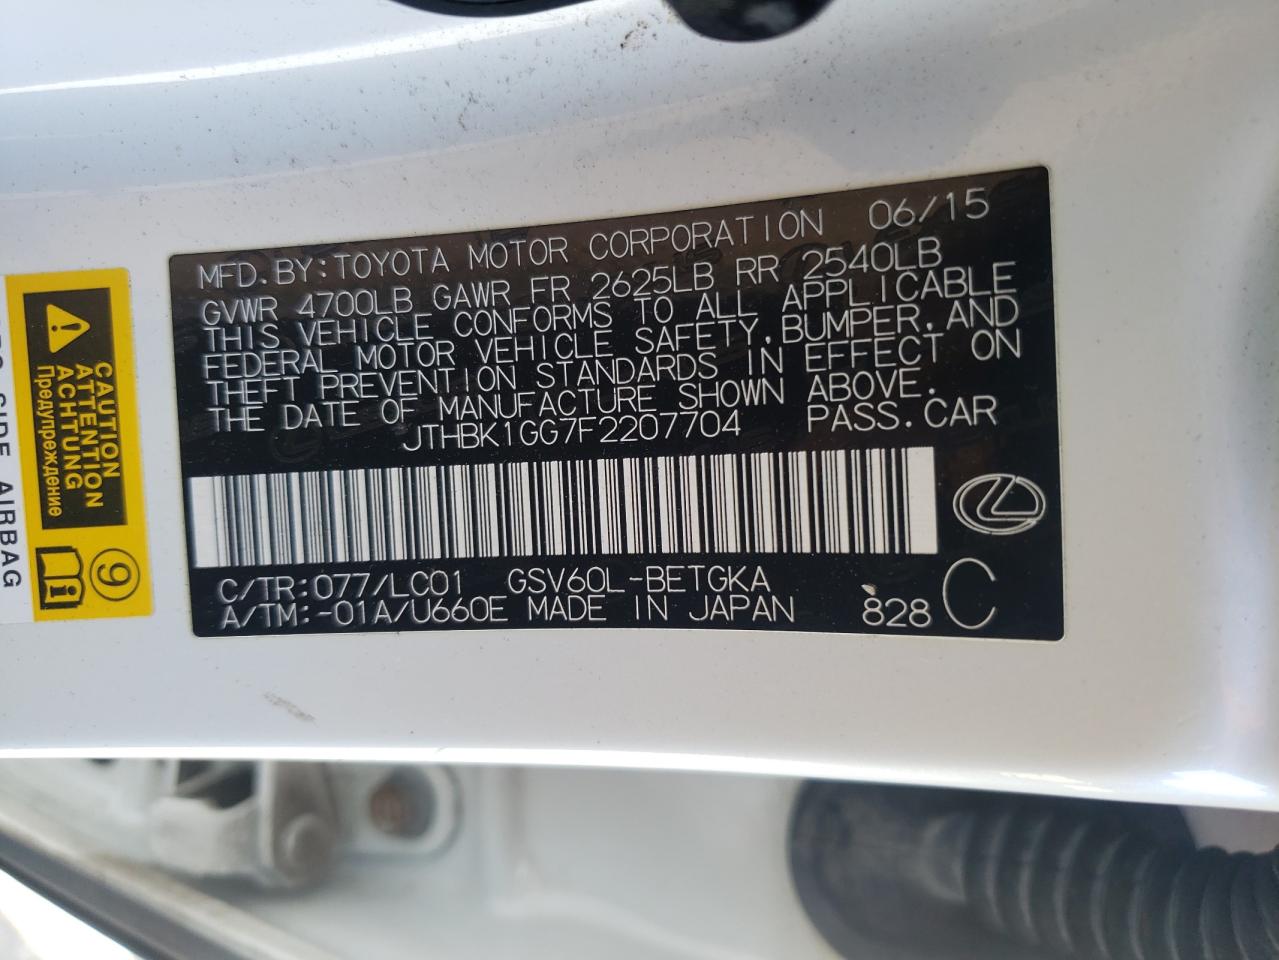 MFD.BY:TOYOTA MOTOR CORPORATION 06/15
GVWR 4700LB GAWR FR 2625LB RR 2540LB
THIS VEHICLE CONFORMS TO ALL APPLICABLE
FEDERAL MOTOR VEHICLE SAFETY,BUMPER,AND
THEFT PREVENTION STANDARDS IN EFFECT ON
THE DATE OF MANUFACTURE SHOWN ABOVE.
JTHBK1GG7F2207704 PASS.CAR
C/TR:077/LC01 GSV60L-BETGKA
A/TM:-01A/U660E MADE IN JAPAN 828 C
CAUTION
ATTENTION
ACHTUNG
Предупреждение
9
SIDE AIRBAG